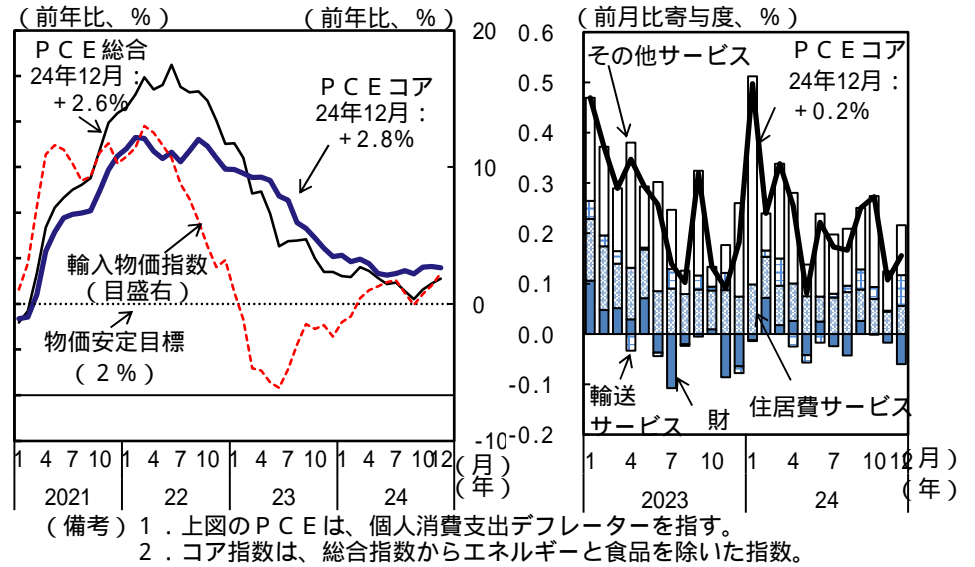 （前年比、％）
（前年比、％）
ＰＣＥ総合
24年12月：
＋2.6%
ＰＣＥコア
24年12月：
＋2.8%
輸入物価指数
（目盛右）
物価安定目標
（２%）
20
10
0
-10
1 4 7 10 1 4 7 10 1 4 7 10 1 4 7 10 12
（月）
2021 22 23 24
（年）
（前月比寄与度、％）
その他サービス
ＰＣＥコア
24年12月：
＋0.2%
輸送
サービス
財
住居費サービス
0.6
0.5
0.4
0.3
0.2
0.1
0.0
-0.1
-0.2
1 4 7 10 1 4 7 10 12
（月）
2023 24
（年）
（備考）１．上図のＰＣＥは、個人消費支出デフレーターを指す。
２．コア指数は、総合指数からエネルギーと食品を除いた指数。